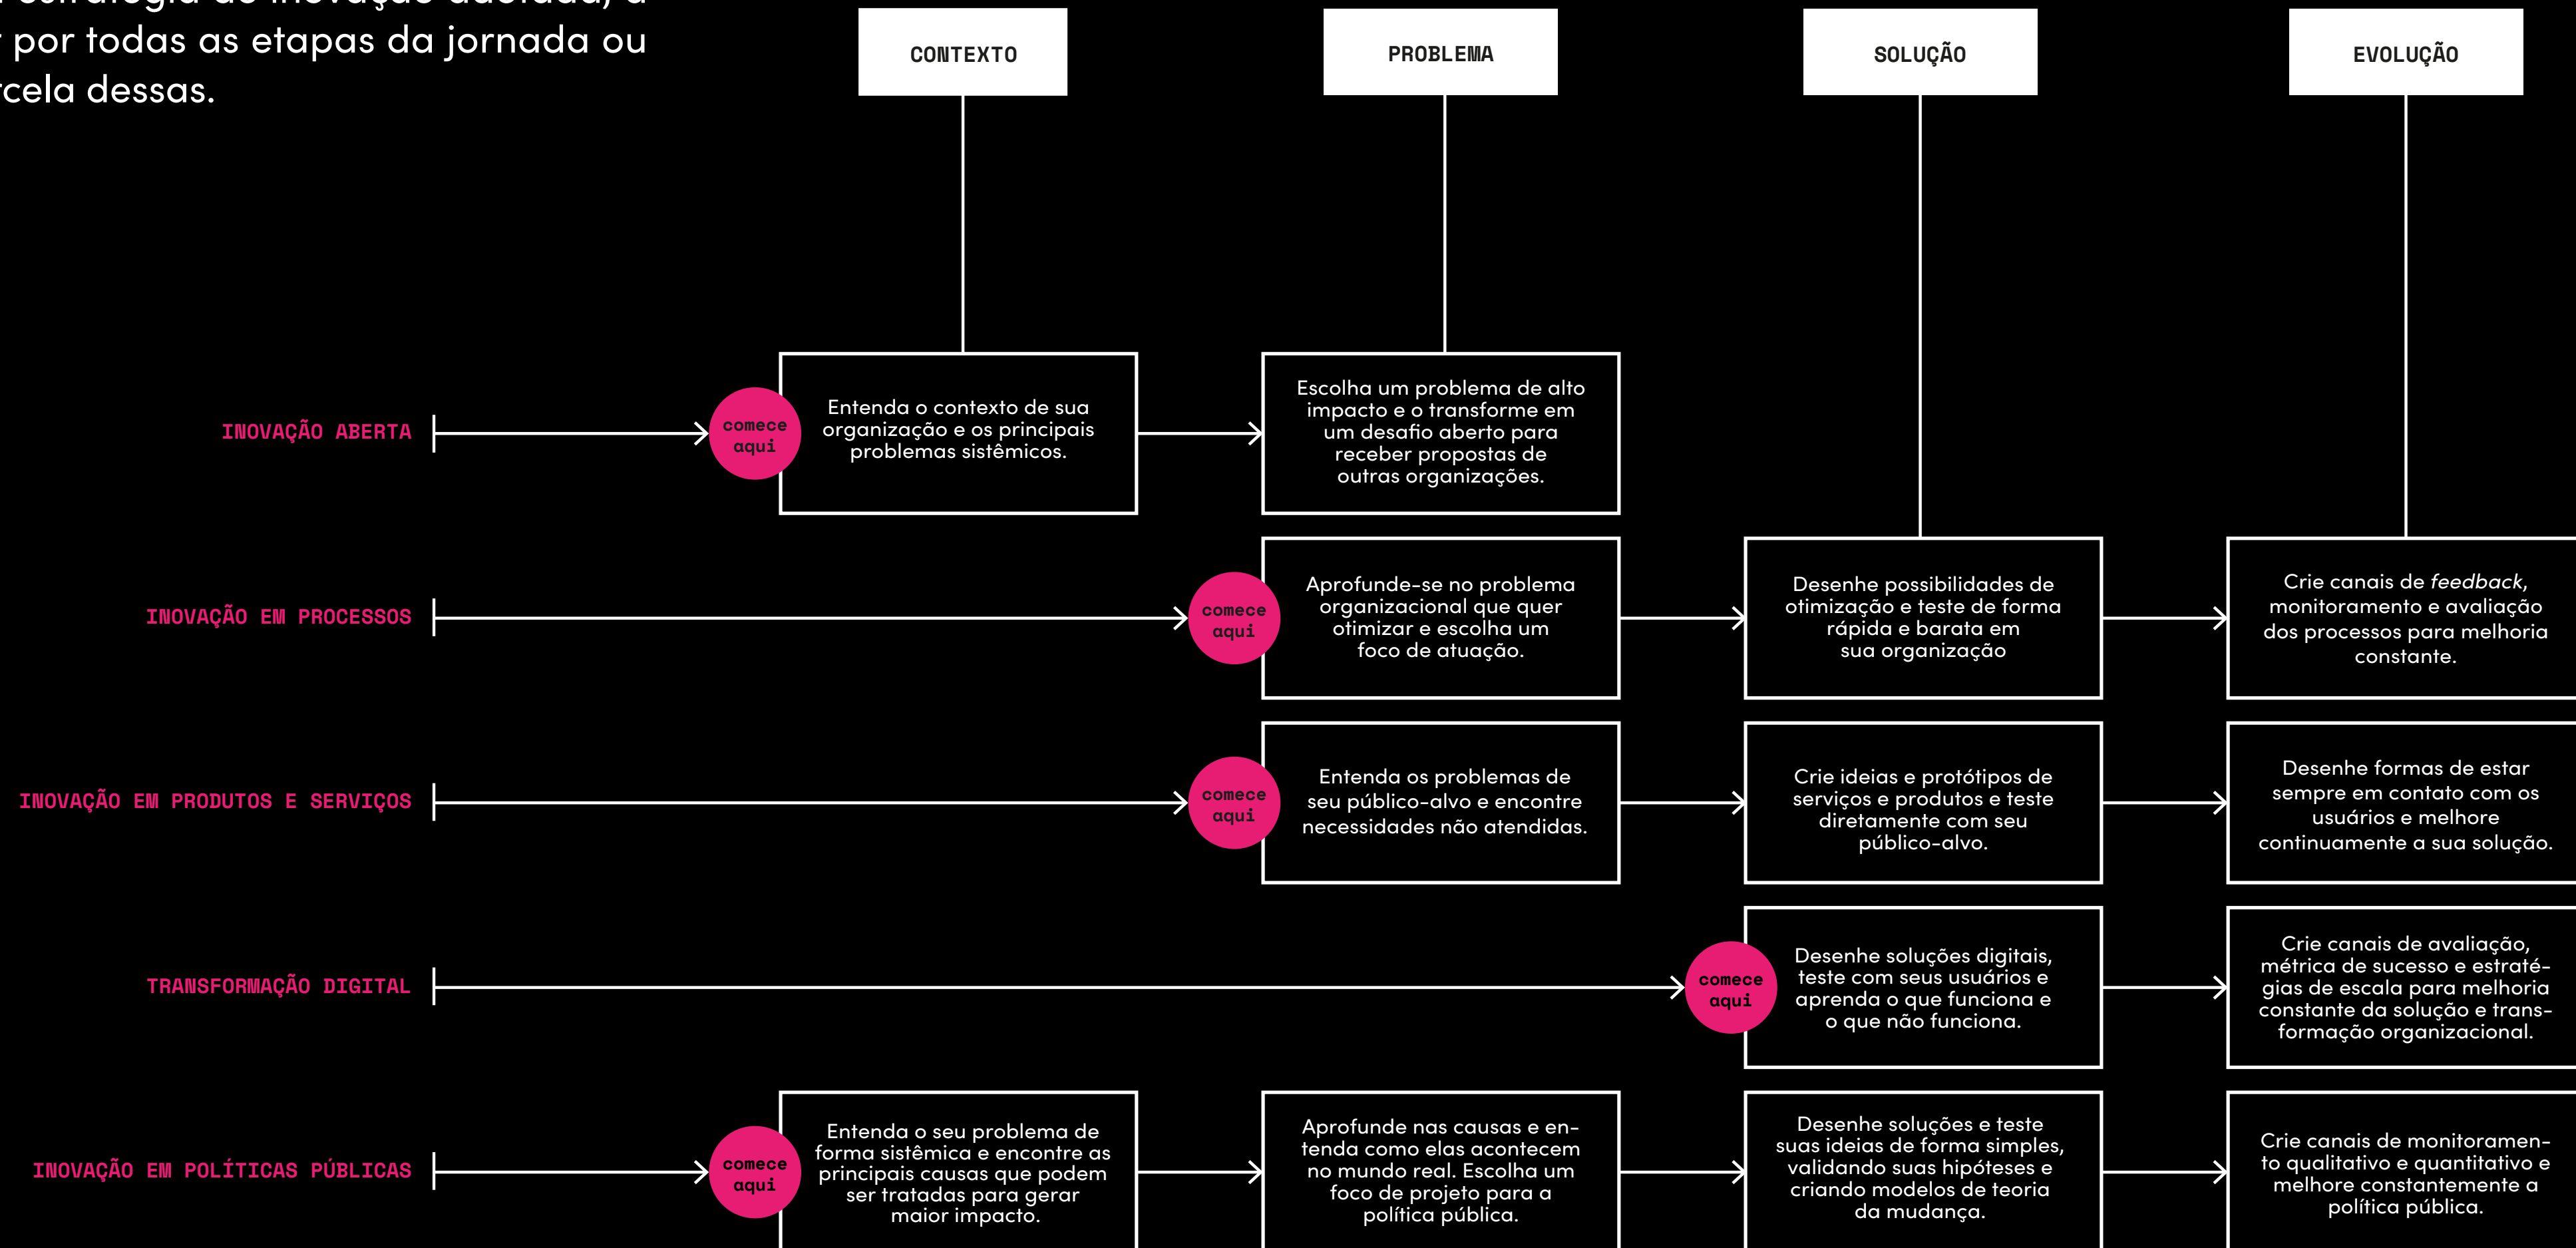 estratégia de inovação adotada, a
por todas as etapas da jornada ou
dessas.
CONTEXTO
PROBLEMA
SOLUÇÃO
EVOLUÇÃO
INOVAÇÃO ABERTA
comece
aqui
Entenda o contexto de sua
organização e os principais
problemas sistêmicos.
Escolha um problema de alto
impacto e o transforme em
um desafio aberto para
receber propostas de
outras organizações.
INOVAÇÃO EM PROCESSOS
comece
aqui
Aprofunde-se no problema
organizacional que quer
otimizar e escolha um
foco de atuação.
Desenhe possibilidades de
otimização e teste de forma
rápida e barata em
sua organização
Crie canais de feedback,
monitoramento e avaliação
dos processos para melhoria
constante.
INOVAÇÃO EM PRODUTOS E SERVIÇOS
comece
aqui
Entenda os problemas de
seu público-alvo e encontre
necessidades não atendidas.
Crie ideias e protótipos de
serviços e produtos e teste
diretamente com seu
público-alvo.
Desenhe formas de estar
sempre em contato com os
usuários e melhore
continuamente a sua solução.
TRANSFORMAÇÃO DIGITAL
comece
aqui
Desenhe soluções digitais,
teste com seus usuários e
aprenda o que funciona e
o que não funciona.
Crie canais de avaliação,
métrica de sucesso e estraté-
gias de escala para melhoria
constante da solução e trans-
formação organizacional.
INOVAÇÃO EM POLÍTICAS PÚBLICAS
comece
aqui
Entenda o seu problema de
forma sistêmica e encontre as
principais causas que podem
ser tratadas para gerar
maior impacto.
Aprofunde nas causas e en-
tenda como elas acontecem
no mundo real. Escolha um
foco de projeto para a
política pública.
Desenhe soluções e teste
suas ideias de forma simples,
validando suas hipóteses e
criando modelos de teoria
da mudança.
Crie canais de monitoramen-
to qualitativo e quantitativo e
melhore constantemente a
política pública.